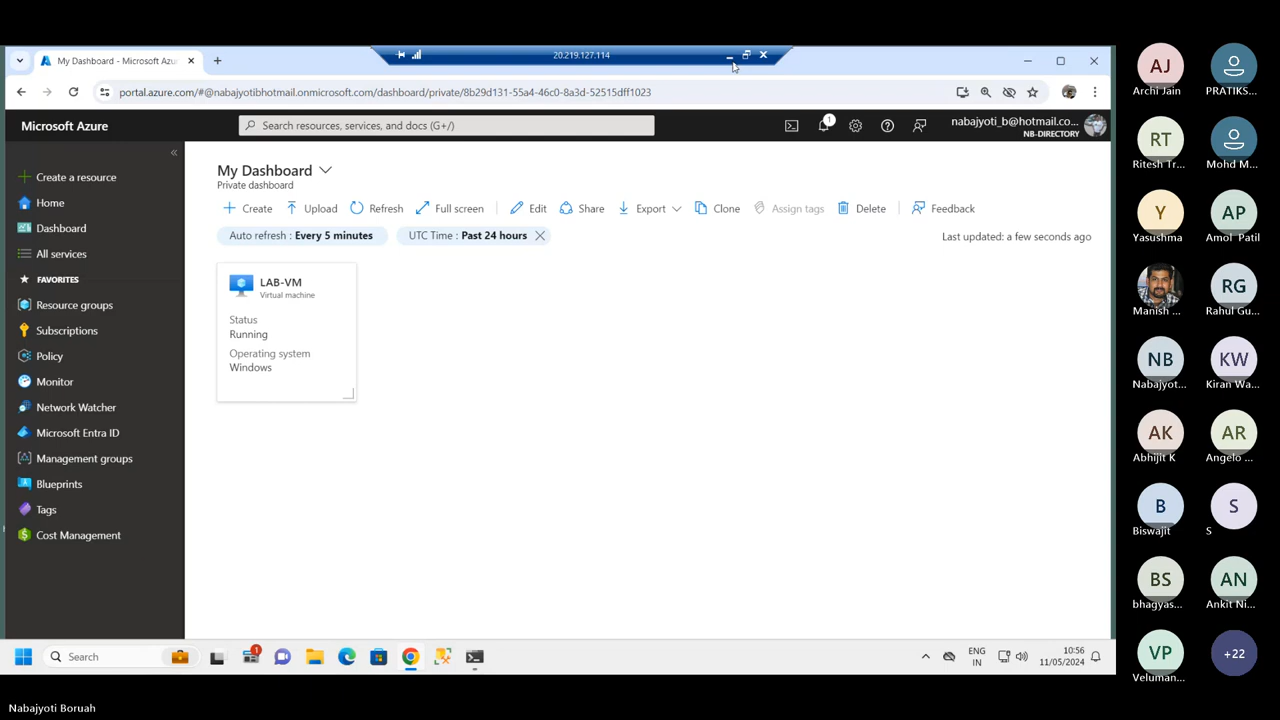 My Dashboard - Microsoft Azu
20.219.127.114
portal.azure.com/#@nabajyotibhotmail.onmicrosoft.com/dashboard/private/8b29d131-55a4-46c0-8a3d-52515dff1023
Microsoft Azure
Search resources, services, and docs (G+/)
1
nabajyoti_b@hotmail.co...
NB-DIRECTORY
Create a resource
Home
Dashboard
All services
FAVORITES
Resource groups
Subscriptions
Policy
Monitor
Network Watcher
Microsoft Entra ID
Management groups
Blueprints
Tags
Cost Management
My Dashboard
Private dashboard
Create
Upload
Refresh
Full screen
Edit
Share
Export
Clone
Assign tags
Delete
Feedback
Auto refresh : Every 5 minutes
UTC Time : Past 24 hours
Last updated: a few seconds ago
LAB-VM
Virtual machine
Status
Running
Operating system
Windows
Search
1
ENG
IN
10:56
11/05/2024
AJ
Archi Jain
PRATIKS...
RT
Ritesh Tr...
Mohd M...
Y
Yasushma
AP
Amol Patil
Manish ...
RG
Rahul Gu...
NB
Nabajyot...
KW
Kiran Wa...
AK
Abhijit K
AR
Angelo ...
B
Biswajit
S
S
BS
bhagyas...
AN
Ankit Ni...
VP
Veluman...
+22
Nabajyoti Boruah